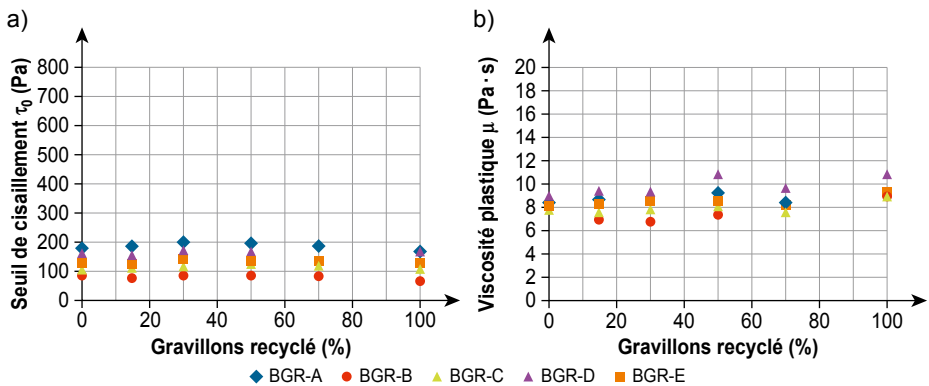 a)
Seuil de cisaillement τ0 (Pa)
800
700
600
500
400
300
200
100
0
0 20 40 60 80 100
Gravillons recyclé (%)
b)
Viscosité plastique μ (Pa · s)
20
18
16
14
12
10
8
6
4
2
0
0 20 40 60 80 100
Gravillons recyclé (%)
BGR-A BGR-B BGR-C BGR-D BGR-E